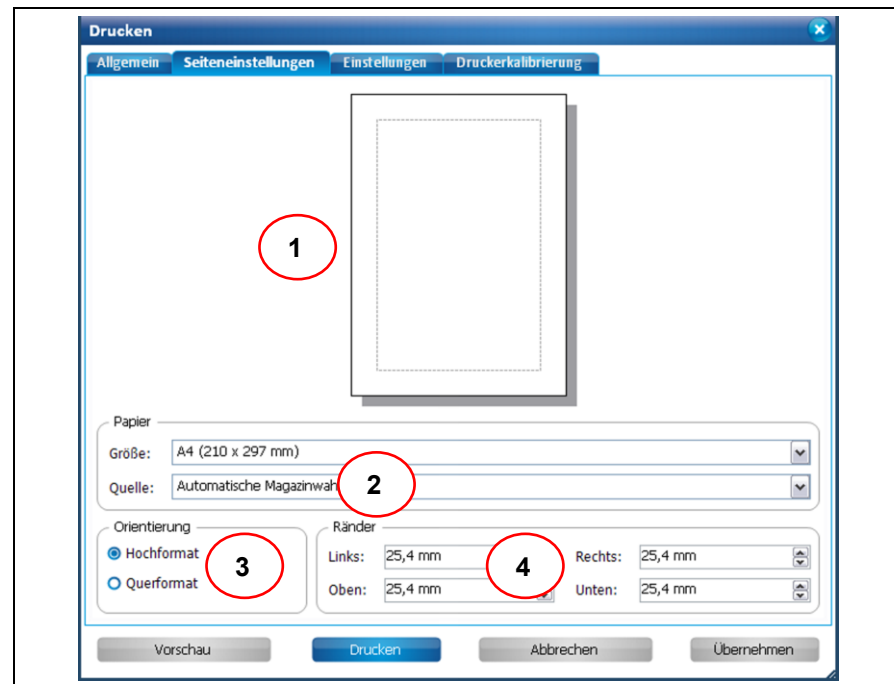 Drucken
Allgemein Seiteneinstellungen Einstellungen Druckerkalibrierung
1
Papier
Größe: A4 (210 x 297 mm)
Quelle: Automatische Magazinwah 2
Orientierung Ränder
Hochformat 3 Links: 25,4 mm 4 Rechts: 25,4 mm
Querformat Oben: 25,4 mm Unten: 25,4 mm
Vorschau Drucken Abbrechen Übernehmen